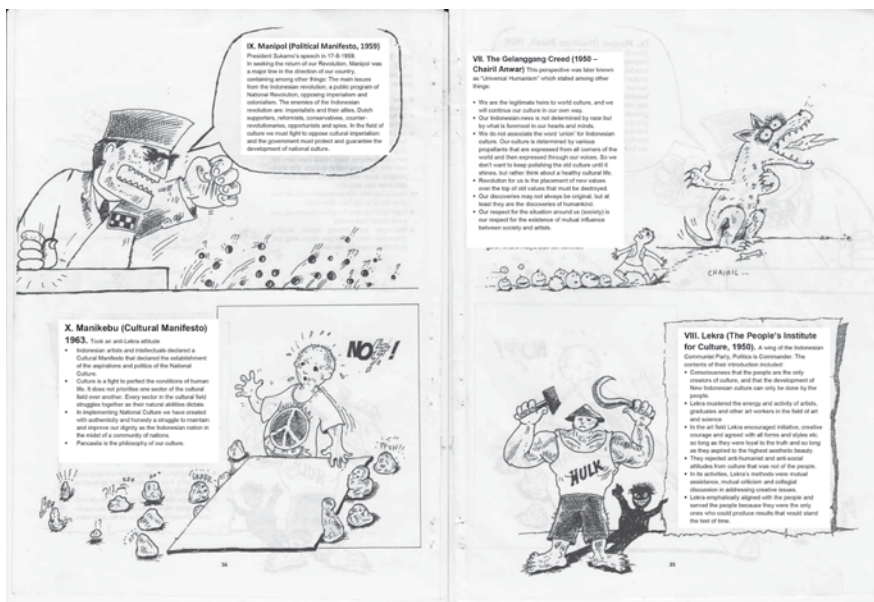 IX. Manipol (Political Manifesto, 1959)
President Sukarno's speech in 17-8-1959.
In seeking the return of our Revolution, Manipol was
a major line in the direction of our country,
containing among other things: The main issues
from the Indonesian revolution; a public program of
National Revolution, opposing imperialism and
colonialism. The enemies of the Indonesian
revolution are: imperialists and their allies, Dutch
supporters, reformists, conservatives, counter-
revolutionaries, opportunists and spies. In the field of
culture we must fight to oppose cultural imperialism
and the government must protect and guarantee the
development of national culture.
X. Manikebu (Cultural Manifesto)
1963. Took an anti-Lekra attitude
• Indonesian artists and intellectuals declared a
Cultural Manifesto that declared the establishment
of the aspirations and politics of the National
Culture.
• Culture is a fight to perfect the conditions of human
life. It does not prioritise one sector of the cultural
field over another. Every sector in the cultural field
struggles together as their natural abilities dictate.
• In implementing National Culture we have created
with authenticity and honesty a struggle to maintain
and improve our dignity as the Indonesian nation in
the midst of a community of nations.
• Pancasila is the philosophy of our culture.
NO!
36
VII. The Gelanggang Creed (1950 –
Chairil Anwar) This perspective was later known
as "Universal Humanism" which stated among other
things:
• We are the legitimate heirs to world culture, and we
will continue our culture in our own way.
• Our Indonesian-ness is not determined by race but
by what is foremost in our hearts and minds.
• We do not associate the word 'union' for Indonesian
culture. Our culture is determined by various
propellants that are expressed from all corners of the
world and then expressed through our voices. So we
don't want to keep polishing the old culture until it
shines, but rather think about a healthy cultural life.
• Revolution for us is the placement of new values
over the top of old values that must be destroyed.
• Our discoveries may not always be original, but at
least they are the discoveries of humankind.
• Our respect for the situation around us (society) is
our respect for the existence of mutual influence
between society and artists.
CHAIRIL ...
VIII. Lekra (The People's Institute
for Culture, 1950). A wing of the Indonesian
Communist Party, Politics is Commander. The
contents of their introduction included:
• Consciousness that the people are the only
creators of culture, and that the development of
New Indonesian culture can only be done by the
people.
• Lekra mustered the energy and activity of artists,
graduates and other art workers in the field of art
and science
• In the art field Lekra encouraged initiative, creative
courage and agreed with all forms and styles etc.
so long as they were loyal to the truth and so long
as they aspired to the highest aesthetic beauty.
• They rejected anti-humanist and anti-social
attitudes from culture that was not of the people.
• In its activities, Lekra's methods were mutual
assistance, mutual criticism and collegial
discussion in addressing creative issues.
• Lekra emphatically aligned with the people and
served the people because they were the only
ones who could produce results that would stand
the test of time.
HULK
35